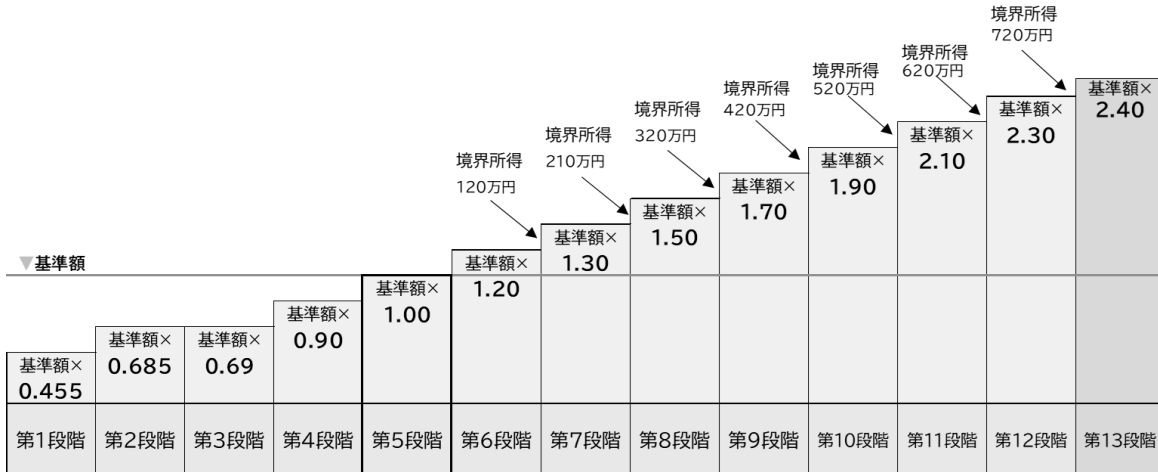 ▼基準額
基準額×
0.455
基準額×
0.685
基準額×
0.69
基準額×
0.90
基準額×
1.00
境界所得
120万円
基準額×
1.20
境界所得
210万円
基準額×
1.30
境界所得
320万円
基準額×
1.50
境界所得
420万円
基準額×
1.70
境界所得
520万円
基準額×
1.90
境界所得
620万円
基準額×
2.10
境界所得
720万円
基準額×
2.30
基準額×
2.40
第1段階 第2段階 第3段階 第4段階 第5段階 第6段階 第7段階 第8段階 第9段階 第10段階 第11段階 第12段階 第13段階